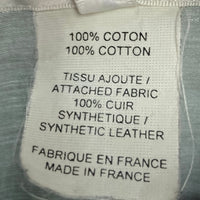 100% COTON
100% COTTON
TISSU AJOUTE /
ATTACHED FABRIC
100% CUIR
SYNTHETIQUE /
SYNTHETIC LEATHER
FABRIQUE EN FRANCE
MADE IN FRANCE